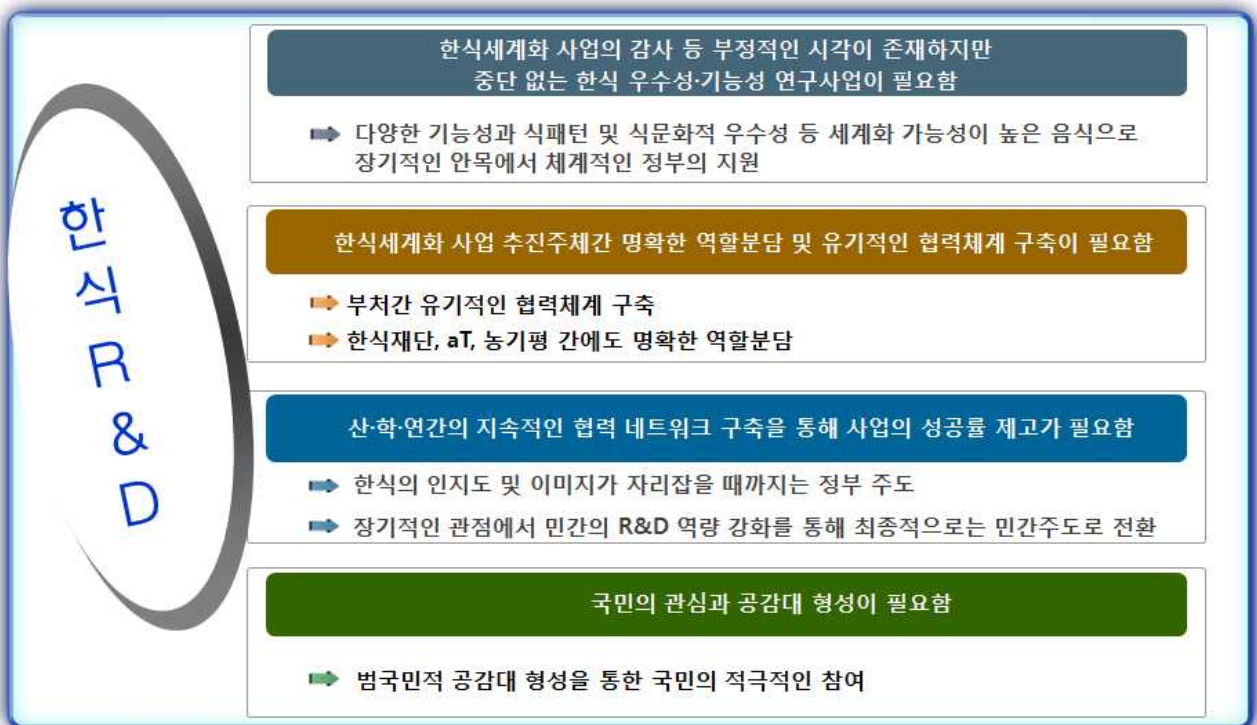 한식R&D
한식세계화 사업의 감사 등 부정적인 시각이 존재하지만
중단 없는 한식 우수성·기능성 연구사업이 필요함
다양한 기능성과 식패턴 및 식문화적 우수성 등 세계화 가능성이 높은 음식으로
장기적인 안목에서 체계적인 정부의 지원
한식세계화 사업 추진주체간 명확한 역할분담 및 유기적인 협력체계 구축이 필요함
부처간 유기적인 협력체계 구축
한식재단, aT, 농기평 간에도 명확한 역할분담
산·학·연간의 지속적인 협력 네트워크 구축을 통해 사업의 성공률 제고가 필요함
한식의 인지도 및 이미지가 자리잡을 때까지는 정부 주도
장기적인 관점에서 민간의 R&D 역량 강화를 통해 최종적으로는 민간주도로 전환
국민의 관심과 공감대 형성이 필요함
범국민적 공감대 형성을 통한 국민의 적극적인 참여